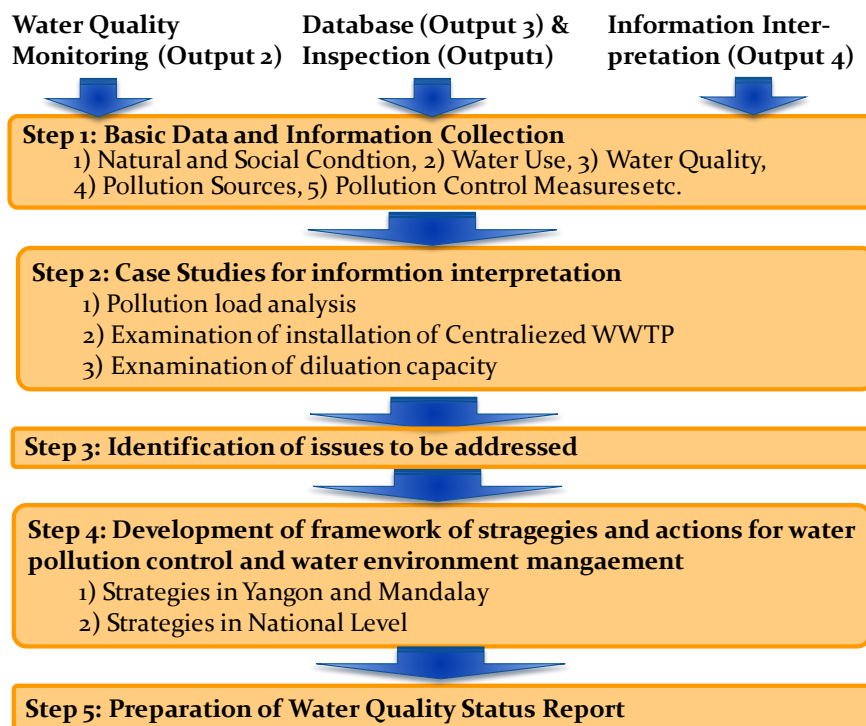 Water Quality
Monitoring (Output 2)
Database (Output 3) &
Inspection (Output1)
Information Inter-
pretation (Output 4)
Step 1: Basic Data and Information Collection
1) Natural and Social Condtion, 2) Water Use, 3) Water Quality,
4) Pollution Sources, 5) Pollution Control Measures etc.
Step 2: Case Studies for informtion interpretation
1) Pollution load analysis
2) Examination of installation of Centraliezed WWTP
3) Exnamination of diluation capacity
Step 3: Identification of issues to be addressed
Step 4: Development of framework of stragegies and actions for water
pollution control and water environment mangaement
1) Strategies in Yangon and Mandalay
2) Strategies in National Level
Step 5: Preparation of Water Quality Status Report